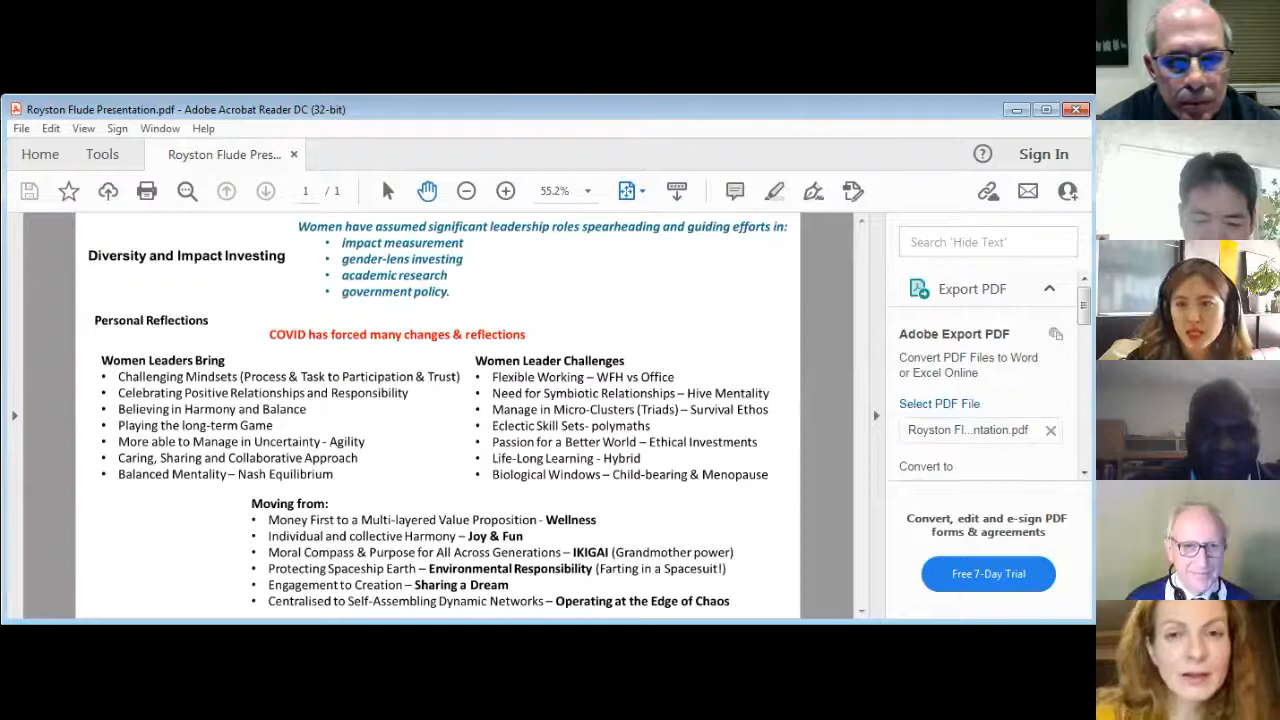 Royston Flude Presentation.pdf - Adobe Acrobat Reader DC (32-bit)
File Edit View Sign Window Help
Home Tools Royston Flude Pres... × Sign In
1 / 1 55.2%
Women have assumed significant leadership roles spearheading and guiding efforts in:
• impact measurement
Diversity and Impact Investing
• gender-lens investing
• academic research
• government policy.
Personal Reflections
COVID has forced many changes & reflections
Women Leaders Bring
• Challenging Mindsets (Process & Task to Participation & Trust)
• Celebrating Positive Relationships and Responsibility
• Believing in Harmony and Balance
• Playing the long-term Game
• More able to Manage in Uncertainty - Agility
• Caring, Sharing and Collaborative Approach
• Balanced Mentality – Nash Equilibrium
Women Leader Challenges
• Flexible Working – WFH vs Office
• Need for Symbiotic Relationships – Hive Mentality
• Manage in Micro-Clusters (Triads) – Survival Ethos
• Eclectic Skill Sets- polymaths
• Passion for a Better World – Ethical Investments
• Life-Long Learning - Hybrid
• Biological Windows – Child-bearing & Menopause
Moving from:
• Money First to a Multi-layered Value Proposition - Wellness
• Individual and collective Harmony – Joy & Fun
• Moral Compass & Purpose for All Across Generations – IKIGAI (Grandmother power)
• Protecting Spaceship Earth – Environmental Responsibility (Farting in a Spacesuit!)
• Engagement to Creation – Sharing a Dream
• Centralised to Self-Assembling Dynamic Networks – Operating at the Edge of Chaos
Search 'Hide Text'
Export PDF
Adobe Export PDF
Convert PDF Files to Word
or Excel Online
Select PDF File
Royston Fl...ntation.pdf ×
Convert to
Convert, edit and e-sign PDF
forms & agreements
Free 7-Day Trial